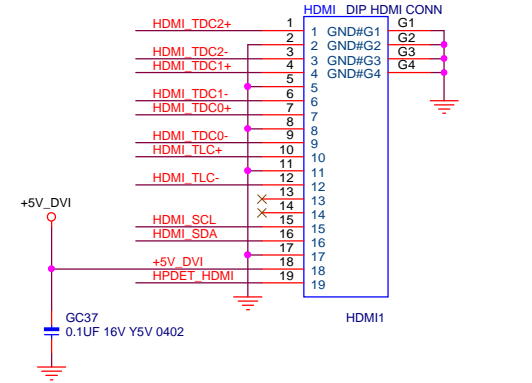 HDMI DIP HDMI CONN
HDMI_TDC2+ 1 1 GND#G1 G1
2 2 GND#G2 G2
HDMI_TDC2- 3 3 GND#G3 G3
HDMI_TDC1+ 4 4 GND#G4 G4
5 5
HDMI_TDC1- 6 6
HDMI_TDC0+ 7 7
8 8
HDMI_TDC0- 9 9
HDMI_TLC+ 10 10
11 11
HDMI_TLC- 12 12
13 13
+5V_DVI
14 14
HDMI_SCL 15 15
HDMI_SDA 16 16
17 17
+5V_DVI 18 18
HPDET_HDMI 19 19
GC37
0.1UF 16V Y5V 0402
HDMI1